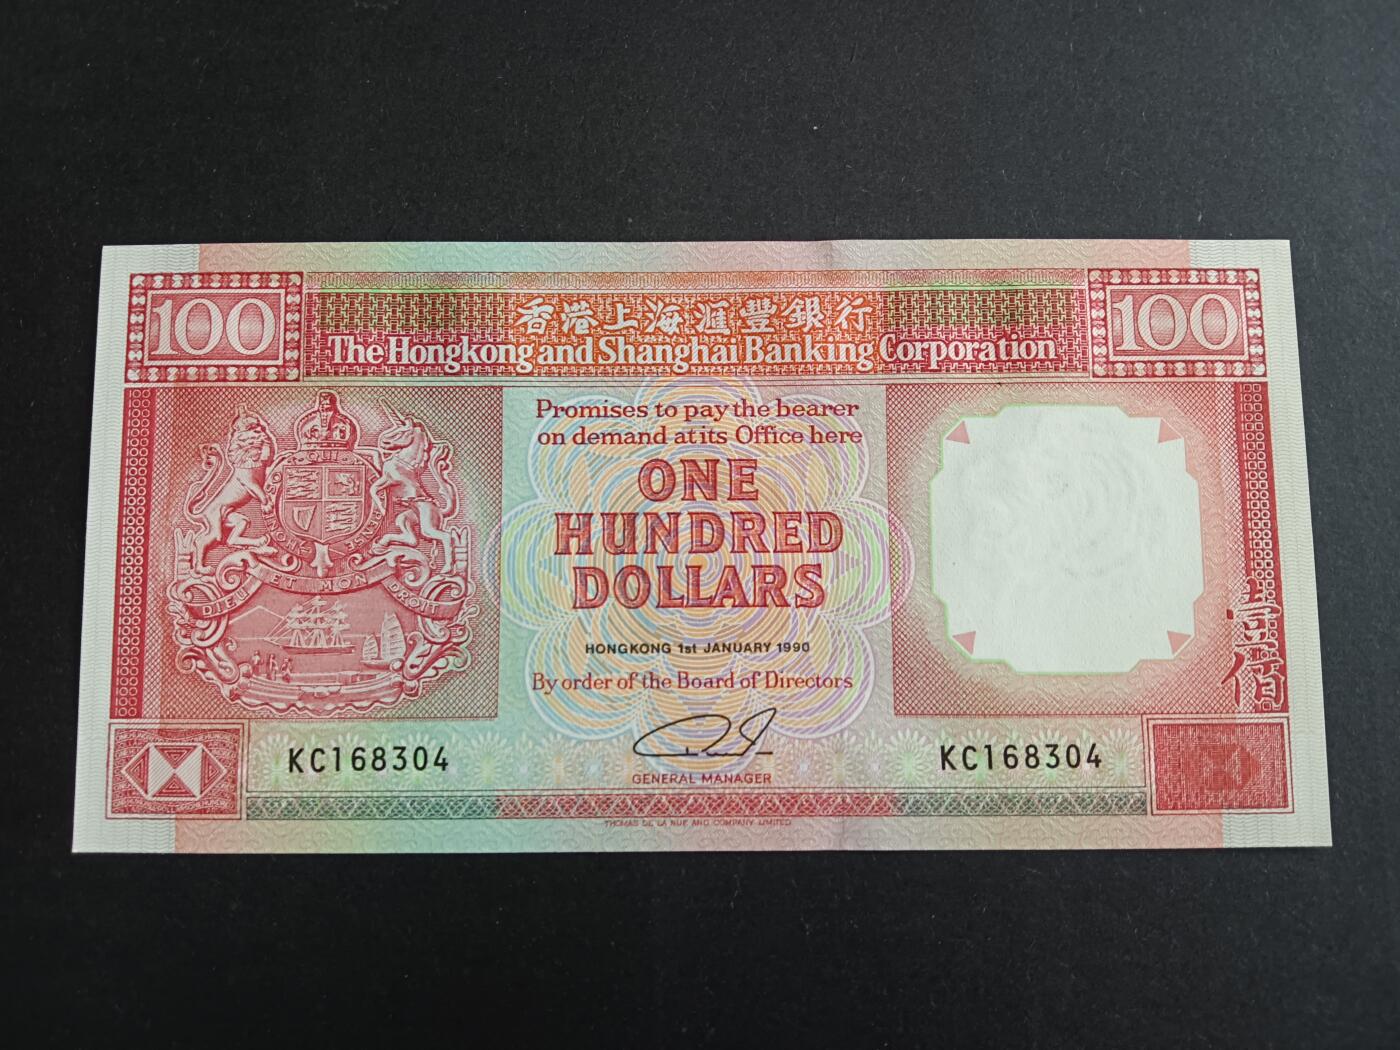 100 香港上海滙豐銀行 100
The Hongkong and Shanghai Banking Corporation
Promises to pay the bearer
on demand at its Office here
ONE
HUNDRED
DOLLARS
HONGKONG 1st JANUARY 1990
By order of the Board of Directors
GENERAL MANAGER
KC168304 KC168304
THOMAS DE LA RUE AND COMPANY LIMITED
DIEU ET MON DROIT
壹佰